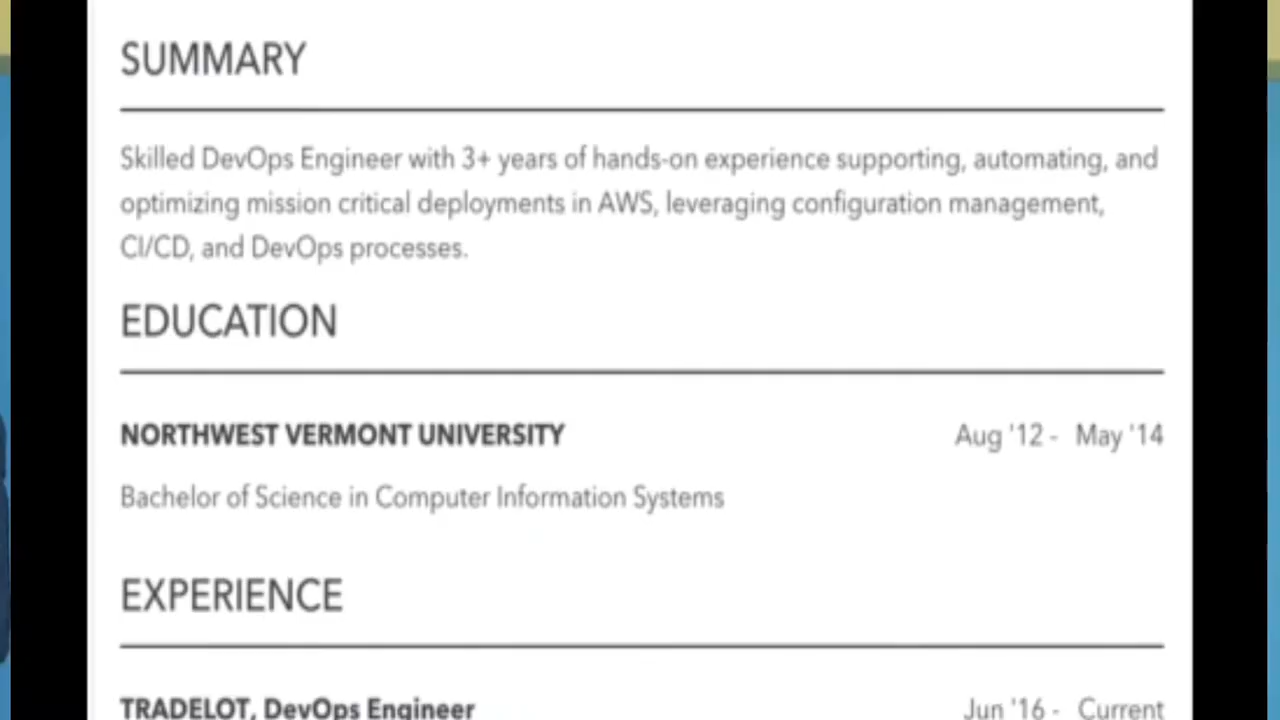 SUMMARY
Skilled DevOps Engineer with 3+ years of hands-on experience supporting, automating, and
optimizing mission critical deployments in AWS, leveraging configuration management,
CI/CD, and DevOps processes.
EDUCATION
NORTHWEST VERMONT UNIVERSITY Aug '12 - May '14
Bachelor of Science in Computer Information Systems
EXPERIENCE
TRADELOT, DevOps Engineer Jun '16 - Current